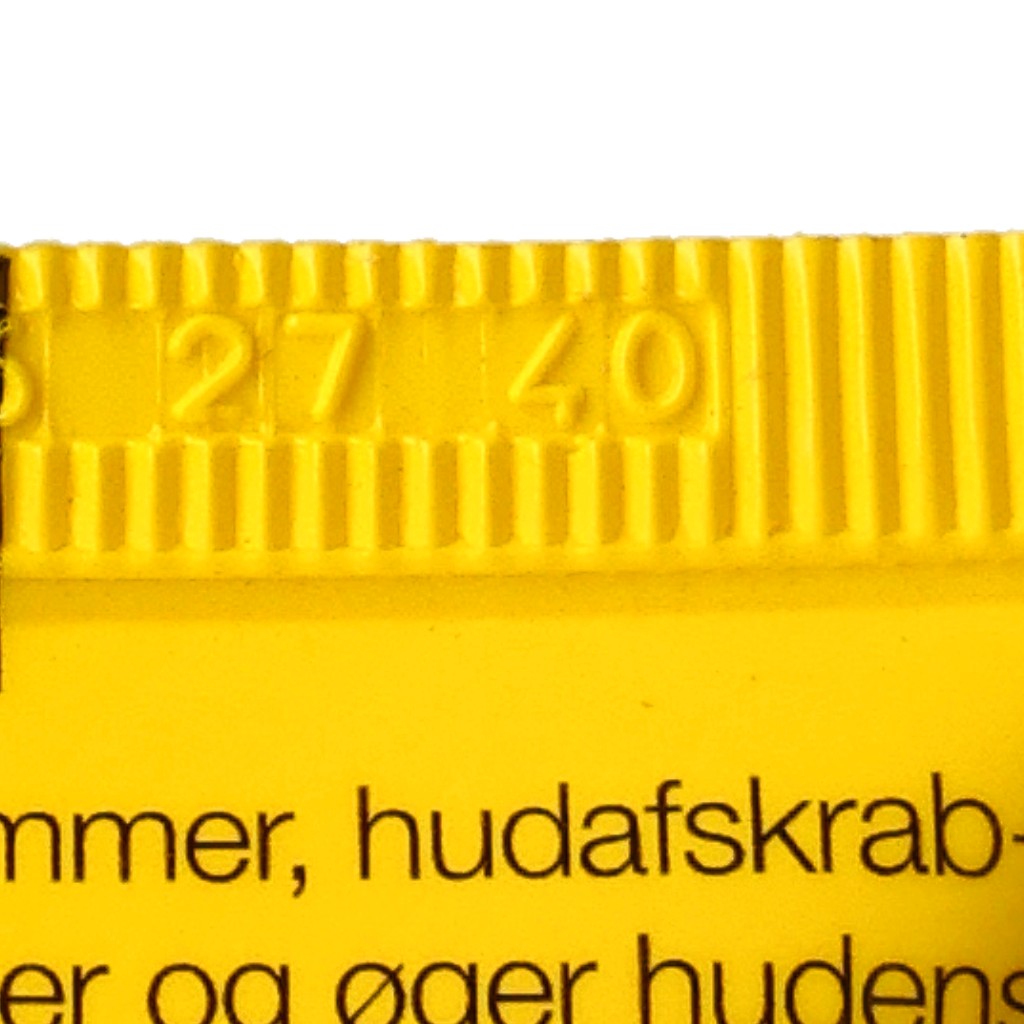 27 40
mmer, hudafskrab-
er og øger hudens